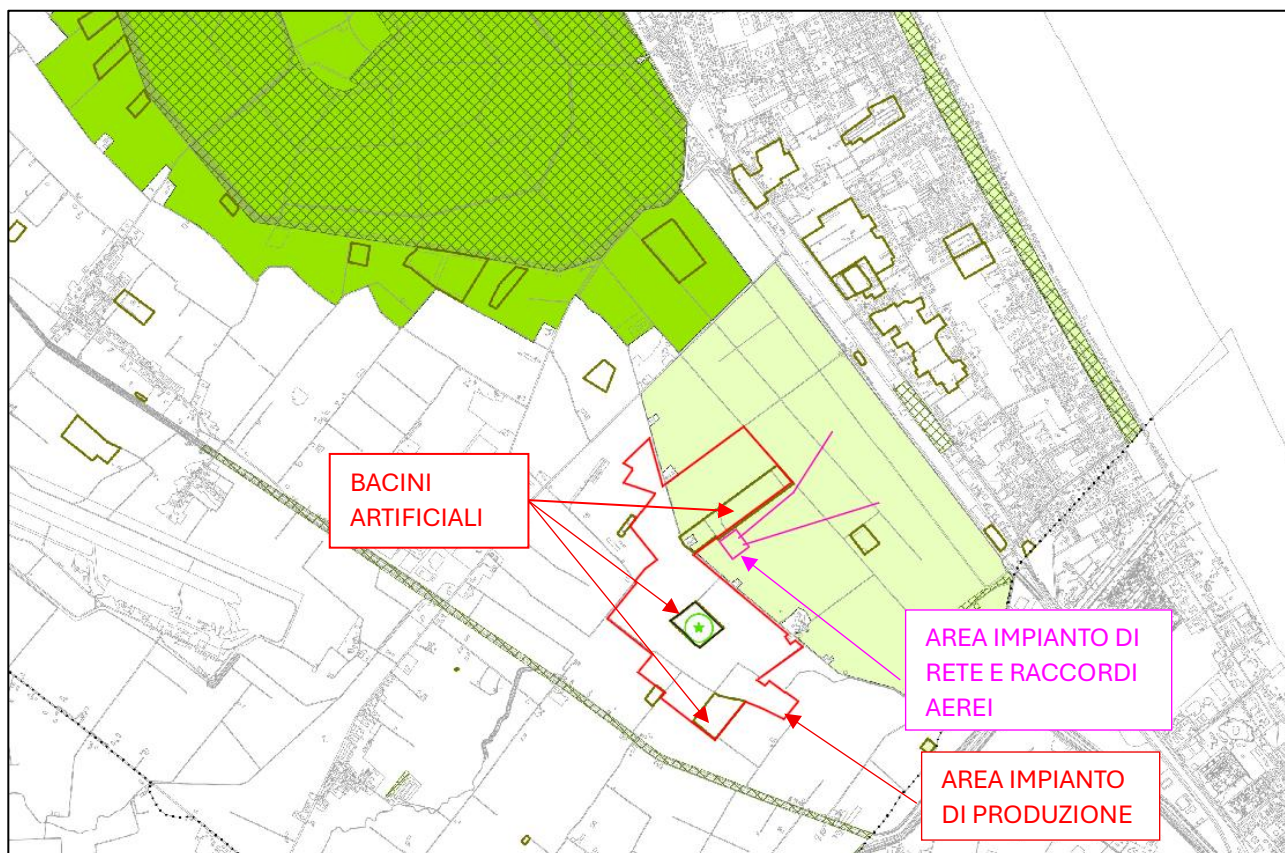 BACINI
ARTIFICIALI
AREA IMPIANTO DI
RETE E RACCORDI
AEREI
AREA IMPIANTO
DI PRODUZIONE